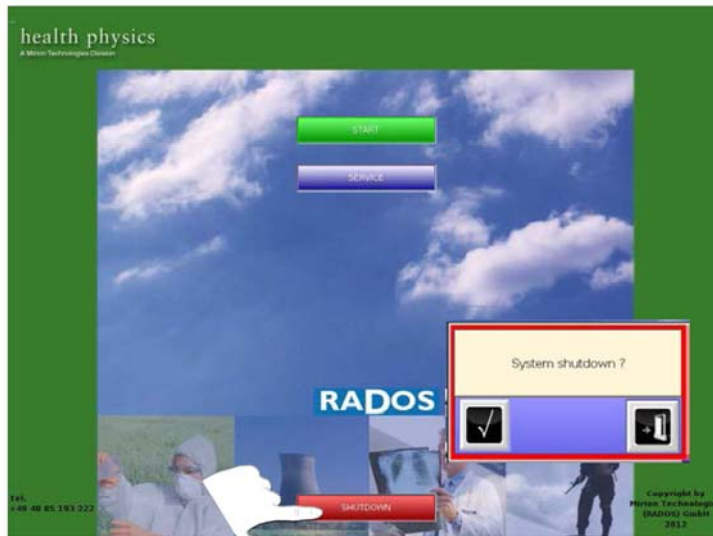 health physics
A Mirion Technologies Division
START
SERVICE
System shutdown ?
RADOS
SHUTDOWN
Tel.
+49 40 85 193 222
Copyright by
Mirion Technologi
(RADOS) GmbH
2012